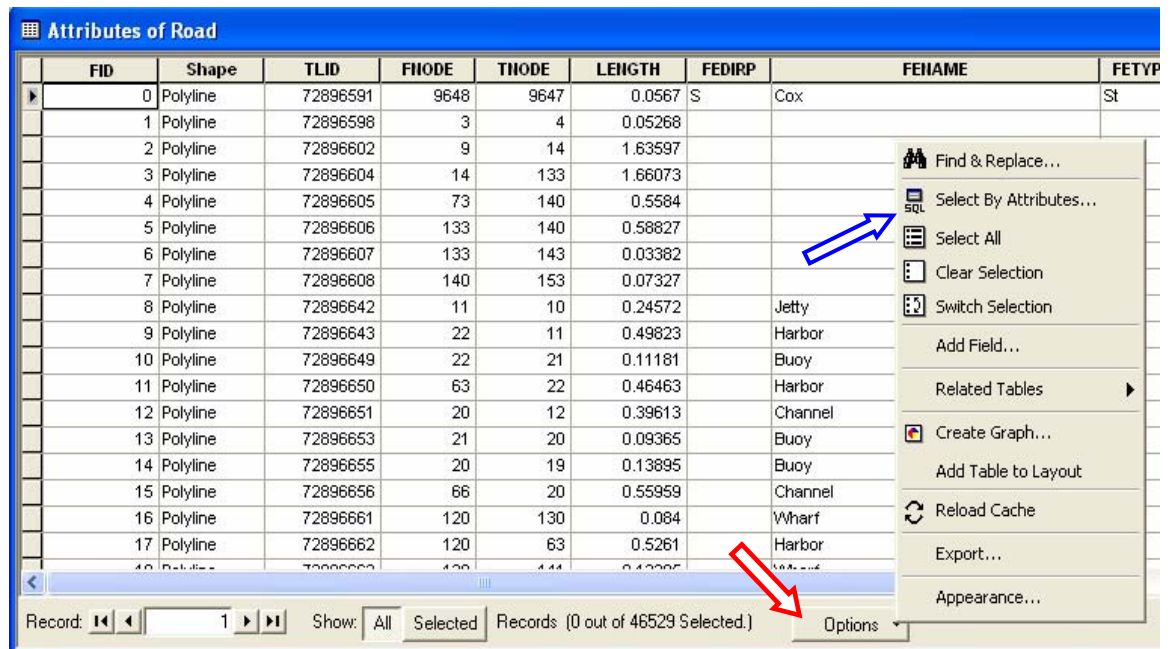 Attributes of Road
FID Shape TLID FNODE TNODE LENGTH FEDIRP FENAME FETYP
0 Polyline 72896591 9648 9647 0.0567 S Cox St
1 Polyline 72896598 3 4 0.05268
2 Polyline 72896602 9 14 1.63597
3 Polyline 72896604 14 133 1.66073
4 Polyline 72896605 73 140 0.5584
5 Polyline 72896606 133 140 0.58827
6 Polyline 72896607 133 143 0.03382
7 Polyline 72896608 140 153 0.07327
8 Polyline 72896642 11 10 0.24572 Jetty
9 Polyline 72896643 22 11 0.49823 Harbor
10 Polyline 72896649 22 21 0.11181 Buoy
11 Polyline 72896650 63 22 0.46463 Harbor
12 Polyline 72896651 20 12 0.39613 Channel
13 Polyline 72896653 21 20 0.09365 Buoy
14 Polyline 72896655 20 19 0.13895 Buoy
15 Polyline 72896656 66 20 0.55959 Channel
16 Polyline 72896661 120 130 0.084 Wharf
17 Polyline 72896662 120 63 0.5261 Harbor
Find & Replace...
SQL Select By Attributes...
Select All
Clear Selection
Switch Selection
Add Field...
Related Tables
Create Graph...
Add Table to Layout
Reload Cache
Export...
Appearance...
Record: 1 Show: All Selected Records (0 out of 46529 Selected.) Options